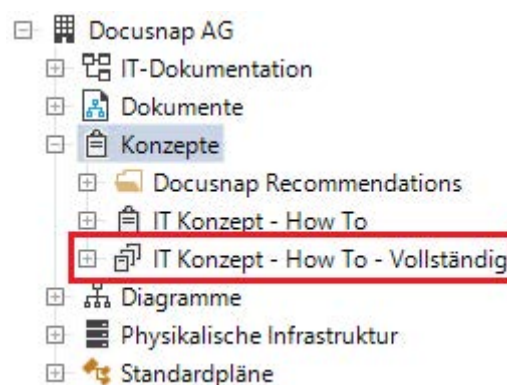 Docusnap AG
IT-Dokumentation
Dokumente
Konzepte
Docusnap Recommendations
IT Konzept - How To
IT Konzept - How To - Vollständig
Diagramme
Physikalische Infrastruktur
Standardpläne